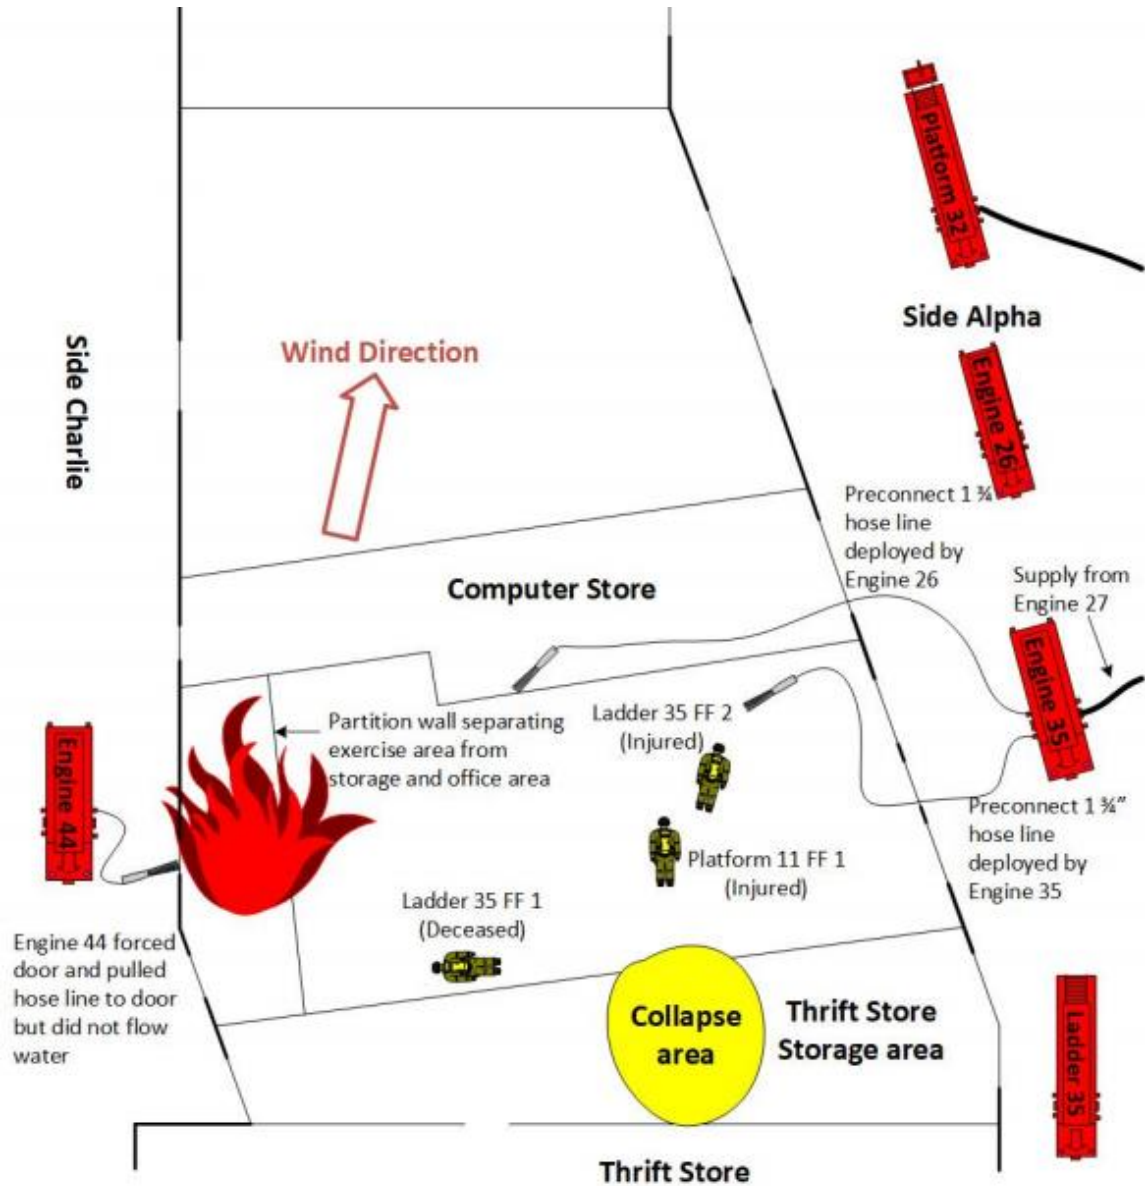 Platform 32
Side Alpha
Side Charlie
Wind Direction
Engine 26
Preconnect 1 ¾
hose line
deployed by
Engine 26
Computer Store
Supply from
Engine 27
Engine 35
Ladder 35 FF 2
(Injured)
Partition wall separating
exercise area from
storage and office area
Engine 44
Preconnect 1 ¾"
hose line
deployed by
Engine 35
Platform 11 FF 1
(Injured)
Ladder 35 FF 1
(Deceased)
Engine 44 forced
door and pulled
hose line to door
but did not flow
water
Collapse
area
Thrift Store
Storage area
Ladder 35
Thrift Store